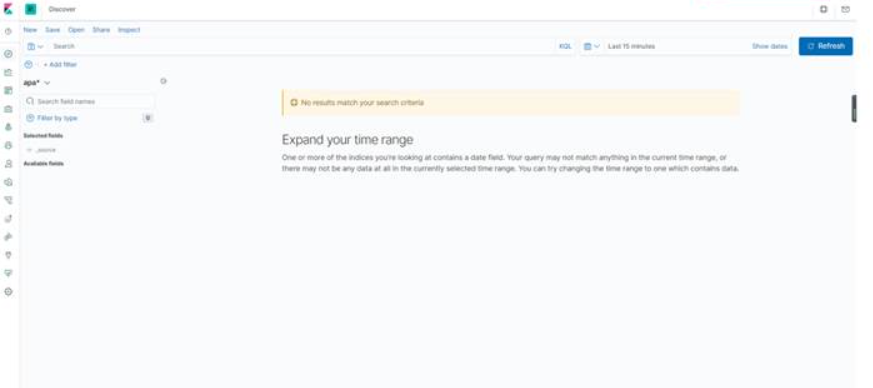 Discover
New Save Open Share Inspect
Search KQL Last 15 minutes Show dates Refresh
+ Add filter
apa*
Search field names
Filter by type 0
Selected fields
_source
Available fields
No results match your search criteria
Expand your time range
One or more of the indices you're looking at contains a date field. Your query may not match anything in the current time range, or
there may not be any data at all in the currently selected time range. You can try changing the time range to one which contains data.